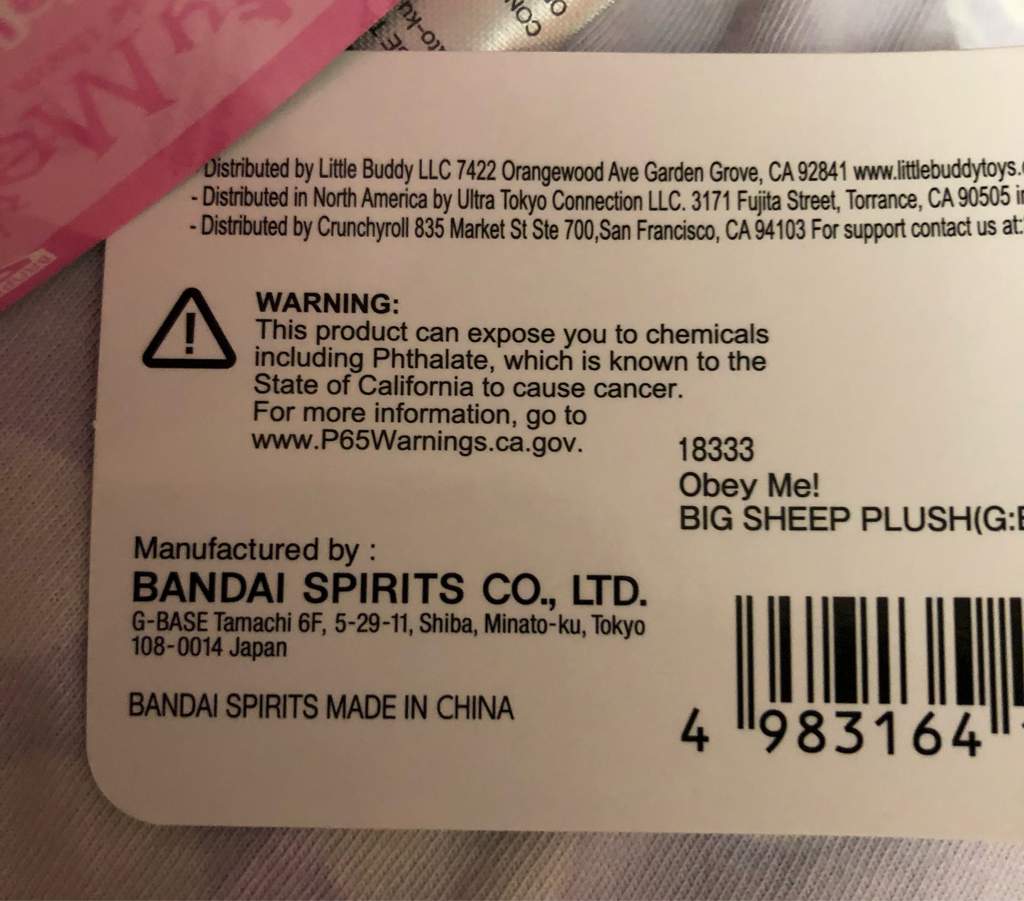 Distributed by Little Buddy LLC 7422 Orangewood Ave Garden Grove, CA 92841 www.littlebuddytoys.
- Distributed in North America by Ultra Tokyo Connection LLC. 3171 Fujita Street, Torrance, CA 90505
- Distributed by Crunchyroll 835 Market St Ste 700,San Francisco, CA 94103 For support contact us at:
WARNING:
This product can expose you to chemicals
including Phthalate, which is known to the
State of California to cause cancer.
For more information, go to
www.P65Warnings.ca.gov.
18333
Obey Me!
BIG SHEEP PLUSH(G:
Manufactured by :
BANDAI SPIRITS CO., LTD.
G-BASE Tamachi 6F, 5-29-11, Shiba, Minato-ku, Tokyo
108-0014 Japan
BANDAI SPIRITS MADE IN CHINA
4 983164